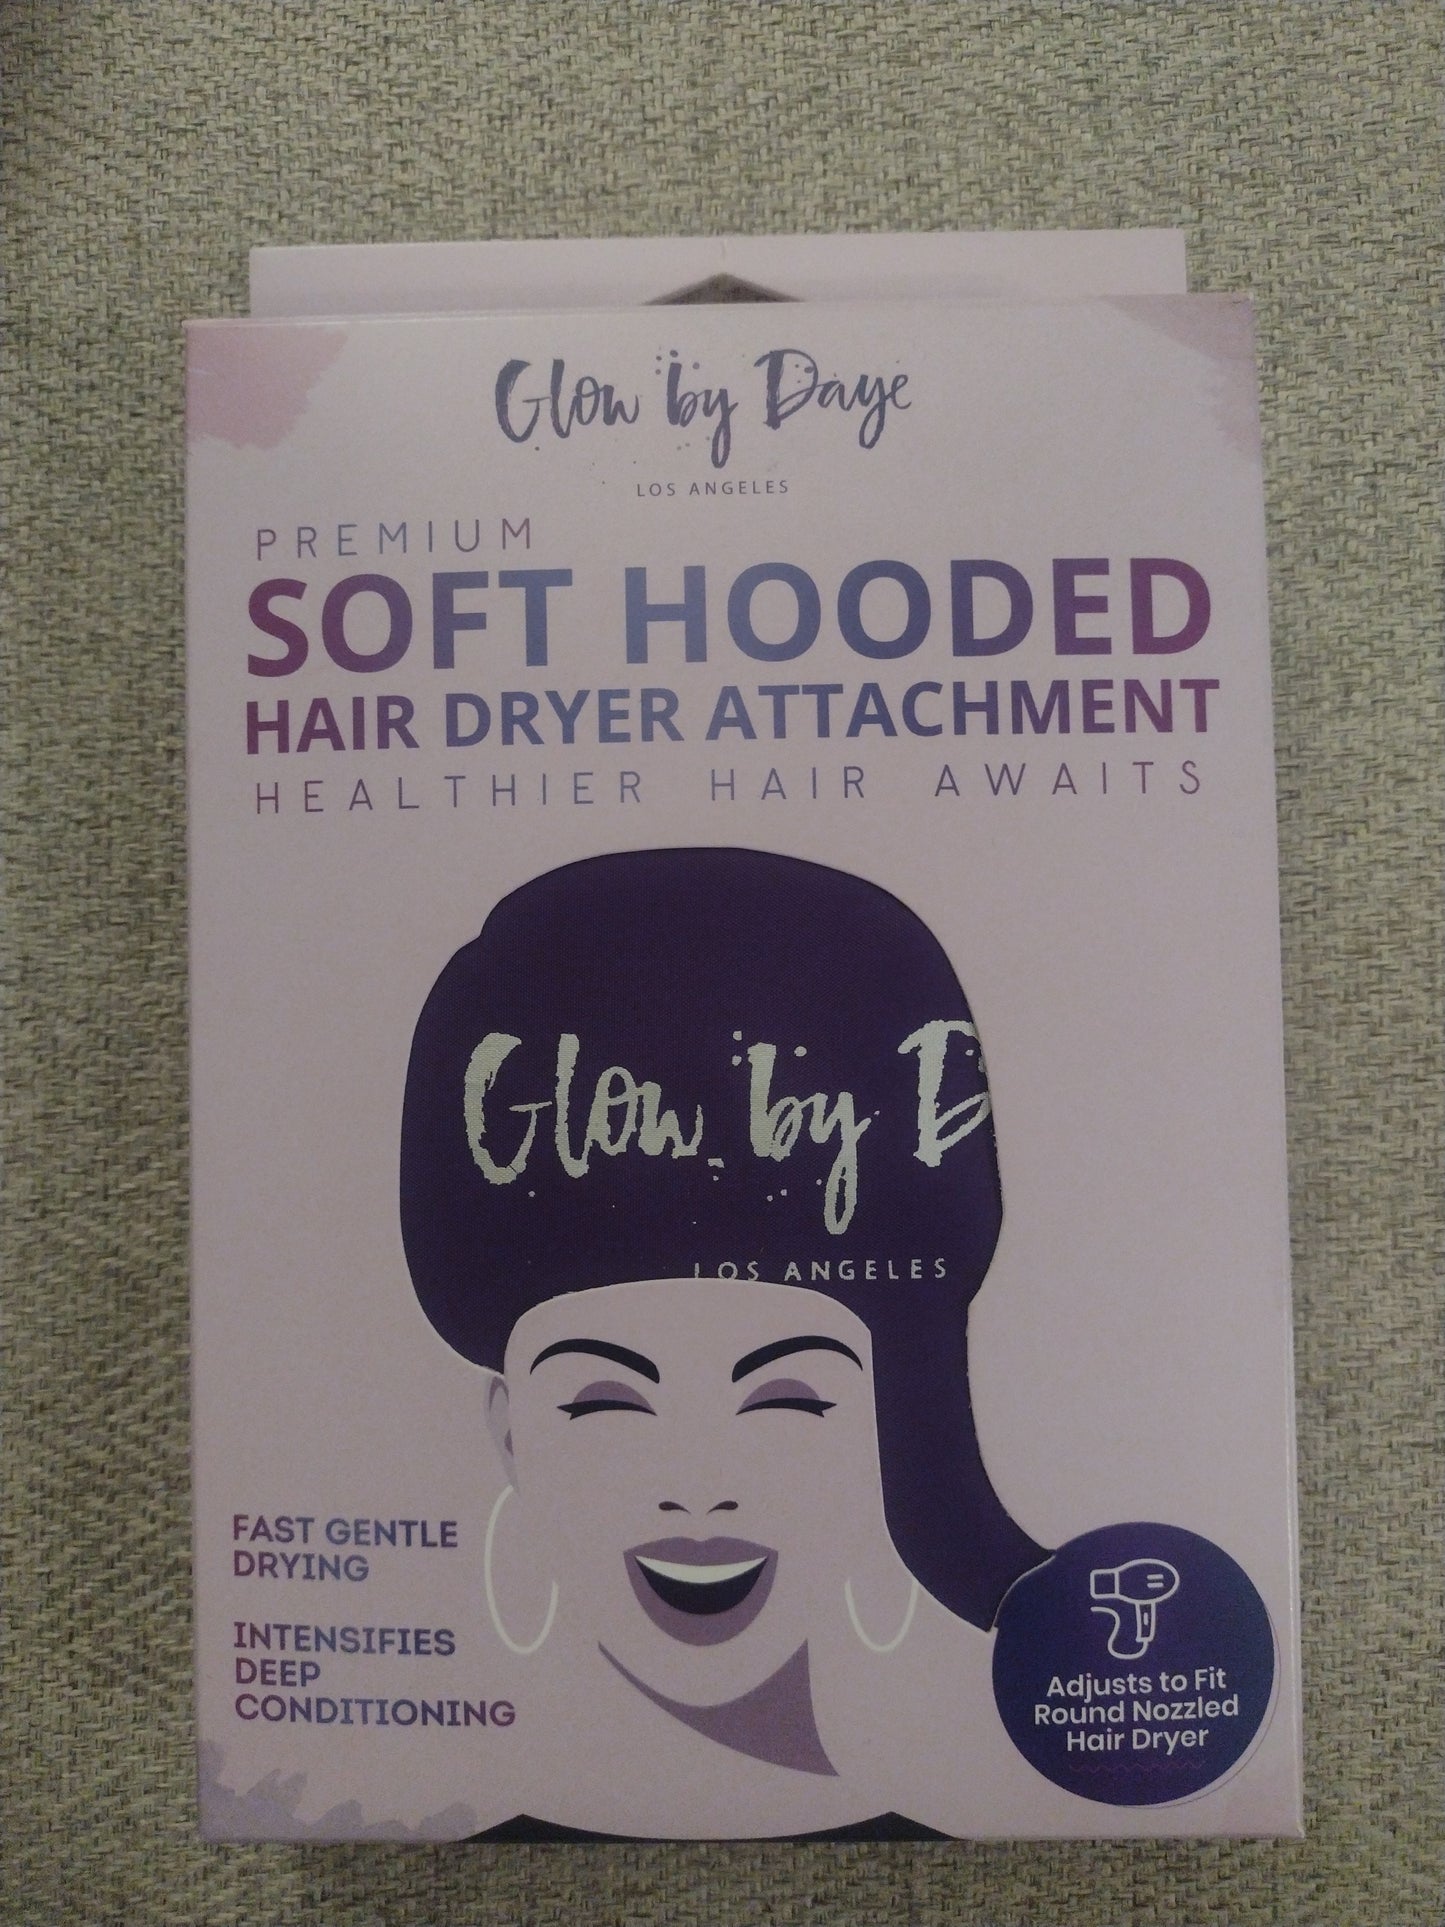 Glow by Daye
LOS ANGELES
PREMIUM
SOFT HOODED
HAIR DRYER ATTACHMENT
HEALTHIER HAIR AWAITS
Glow by D
LOS ANGELES
FAST GENTLE
DRYING
INTENSIFIES
DEEP
CONDITIONING
Adjusts to Fit
Round Nozzled
Hair Dryer